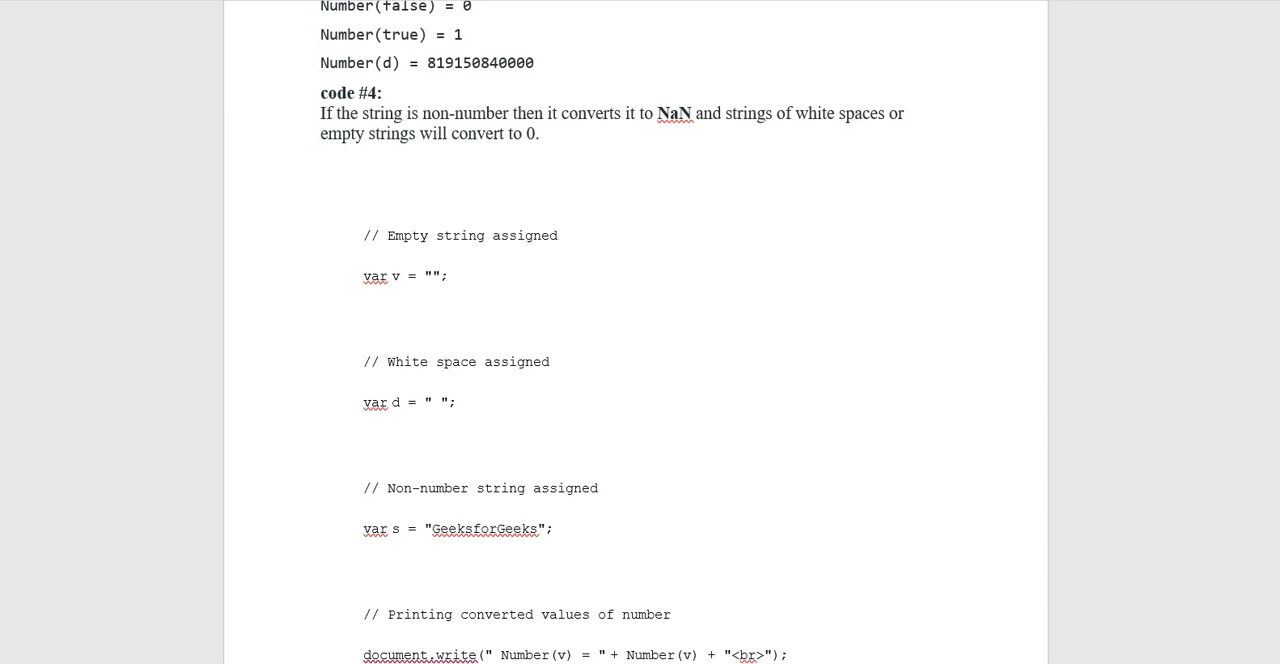 Number(false) = 0
Number(true) = 1
Number(d) = 819150840000
code #4:
If the string is non-number then it converts it to NaN and strings of white spaces or
empty strings will convert to 0.
// Empty string assigned
var v = "";
// White space assigned
var d = " ";
// Non-number string assigned
var s = "GeeksforGeeks";
// Printing converted values of number
document.write(" Number(v) = " + Number(v) + "<br>");